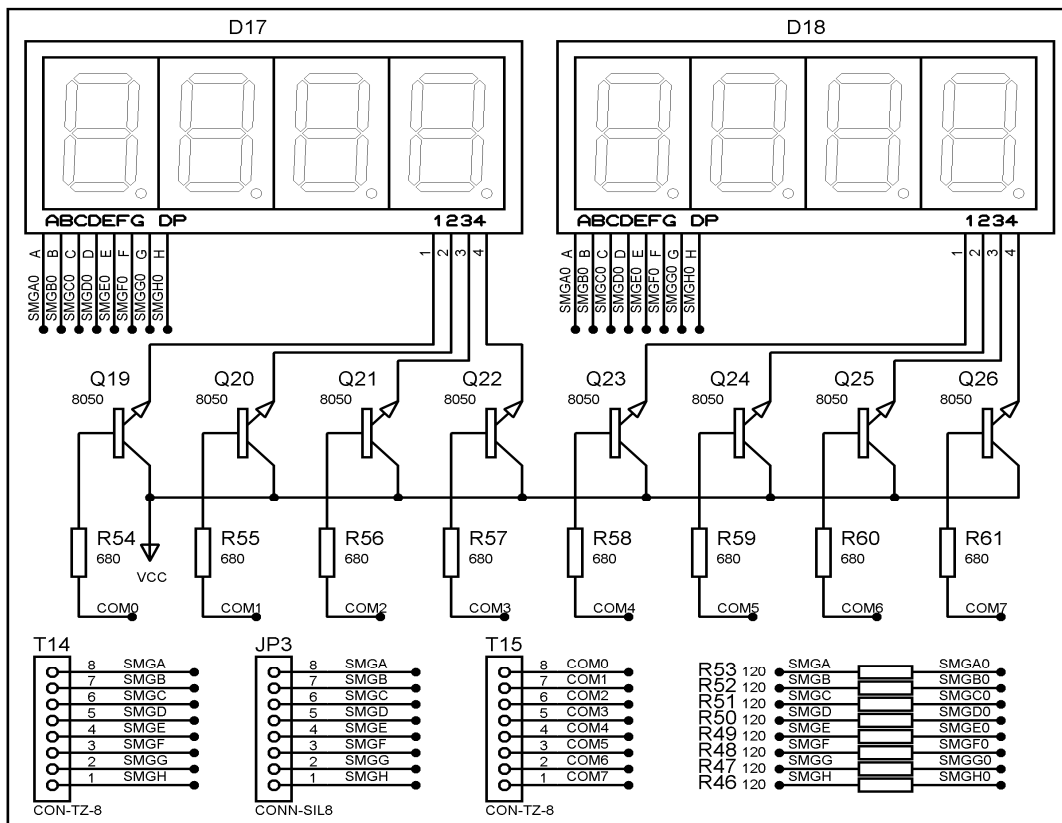 D17 D18
ABCDEFG DP 1234 ABCDEFG DP 1234
SMGA0 A
SMGB0 B
SMGC0 C
SMGD0 D
SMGE0 E
SMGF0 F
SMGG0 G
SMGH0 H
1
2
3
4
SMGA0 A
SMGB0 B
SMGC0 C
SMGD0 D
SMGE0 E
SMGF0 F
SMGG0 G
SMGH0 H
1
2
3
4
Q19 Q20 Q21 Q22 Q23 Q24 Q25 Q26
8050 8050 8050 8050 8050 8050 8050 8050
R54 R55 R56 R57 R58 R59 R60 R61
680 680 680 680 680 680 680 680
VCC
COM0 COM1 COM2 COM3 COM4 COM5 COM6 COM7
T14
8 SMGA
7 SMGB
6 SMGC
5 SMGD
4 SMGE
3 SMGF
2 SMGG
1 SMGH
CON-TZ-8
JP3
8 SMGA
7 SMGB
6 SMGC
5 SMGD
4 SMGE
3 SMGF
2 SMGG
1 SMGH
CONN-SIL8
T15
8 COM0
7 COM1
6 COM2
5 COM3
4 COM4
3 COM5
2 COM6
1 COM7
CON-TZ-8
R53 120 SMGA SMGA0
R52 120 SMGB SMGB0
R51 120 SMGC SMGC0
R50 120 SMGD SMGD0
R49 120 SMGE SMGE0
R48 120 SMGF SMGF0
R47 120 SMGG SMGG0
R46 120 SMGH SMGH0